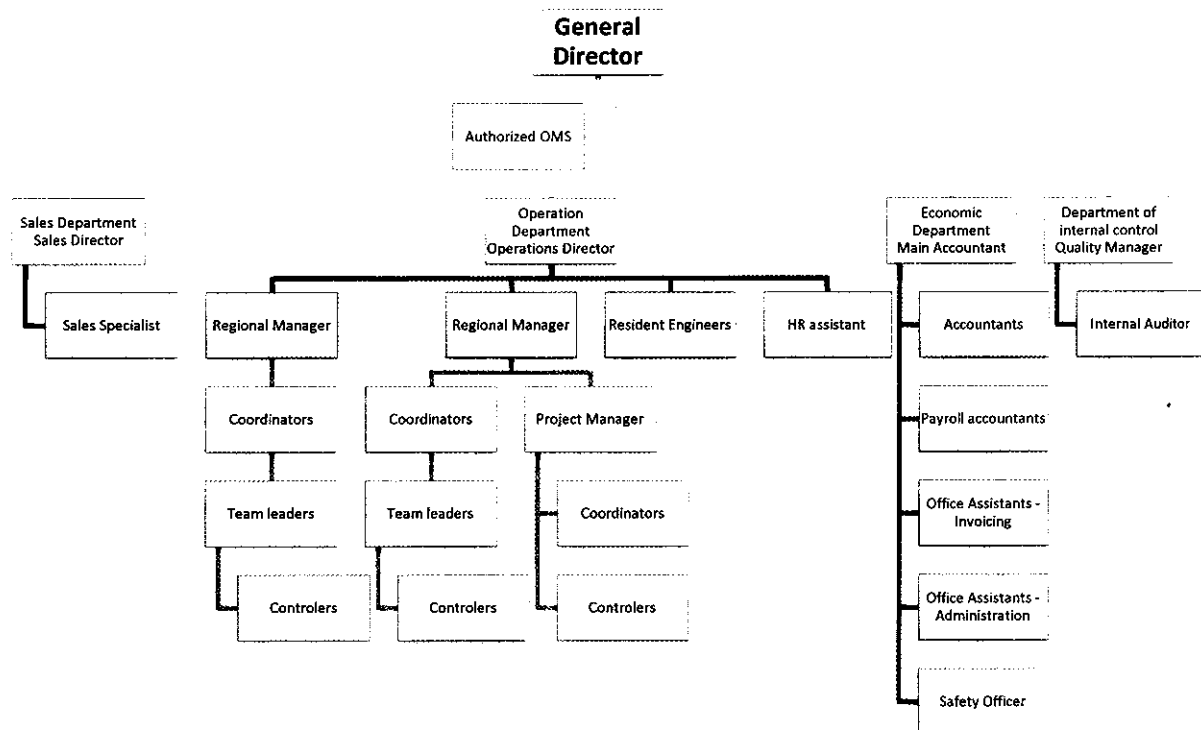 General
Director
Authorized OMS
Sales Department
Sales Director
Operation
Department
Operations Director
Economic
Department
Main Accountant
Department of
internal control
Quality Manager
Sales Specialist
Regional Manager
Regional Manager
Resident Engineers
HR assistant
Accountants
Internal Auditor
Coordinators
Coordinators
Project Manager
Payroll accountants
Team leaders
Team leaders
Coordinators
Office Assistants -
Invoicing
Controlers
Controlers
Controlers
Office Assistants -
Administration
Safety Officer